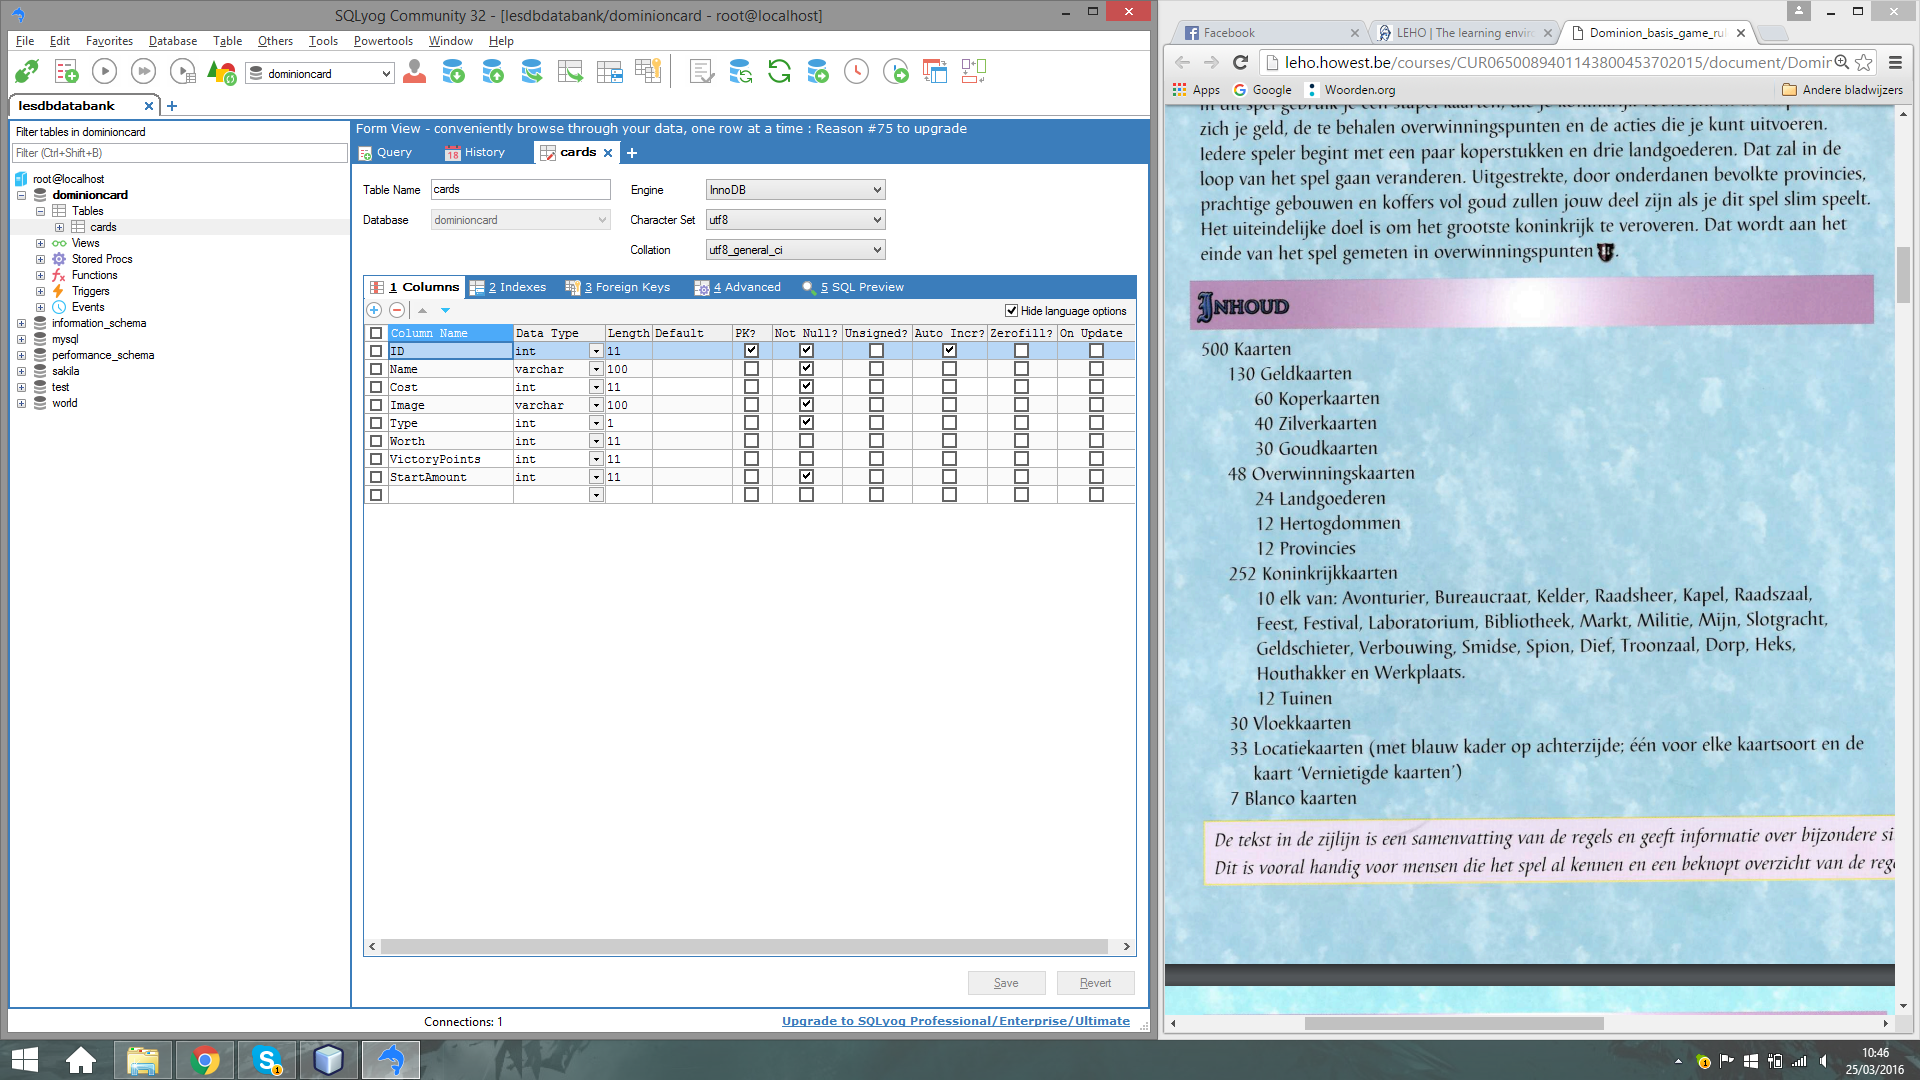 SQLyog Community 32 - [lesdbdatabank/dominioncard - root@localhost]
File Edit Favorites Database Table Others Tools Powertools Window Help
dominioncard
lesdbdatabank
Filter tables in dominioncard
Filter (Ctrl+Shift+B)
root@localhost
dominioncard
Tables
cards
Views
Stored Procs
Functions
Triggers
Events
information_schema
mysql
performance_schema
sakila
test
world
Form View - conveniently browse through your data, one row at a time : Reason #75 to upgrade
Query 18 History cards
Table Name cards Engine InnoDB
Database dominioncard Character Set utf8
Collation utf8_general_ci
1 Columns 2 Indexes 3 Foreign Keys 4 Advanced 5 SQL Preview
Hide language options
Column Name Data Type Length Default PK? Not Null? Unsigned? Auto Incr? Zerofill? On Update
ID int 11
Name varchar 100
Cost int 11
Image varchar 100
Type int 1
Worth int 11
VictoryPoints int 11
StartAmount int 11
Save Revert
Connections: 1
Upgrade to SQLyog Professional/Enterprise/Ultimate
Facebook
LEHO | The learning envir
Dominion_basis_game_ru
leho.howest.be/courses/CUR06500894011438004537020​15/document/Domir
Apps Google Woorden.org Andere bladwijzers
zich je geld, de te behalen overwinningspunten en de acties die je kunt uitvoeren.
Iedere speler begint met een paar koperstukken en drie landgoederen. Dat zal in de
loop van het spel gaan veranderen. Uitgestrekte, door onderdanen bevolkte provincies,
prachtige gebouwen en koffers vol goud zullen jouw deel zijn als je dit spel slim speelt.
Het uiteindelijke doel is om het grootste koninkrijk te veroveren. Dat wordt aan het
einde van het spel gemeten in overwinningspunten .
INHOUD
500 Kaarten
130 Geldkaarten
60 Koperkaarten
40 Zilverkaarten
30 Goudkaarten
48 Overwinningskaarten
24 Landgoederen
12 Hertogdommen
12 Provincies
252 Koninkrijkkaarten
10 elk van: Avonturier, Bureaucraat, Kelder, Raadsheer, Kapel, Raadszaal,
Feest, Festival, Laboratorium, Bibliotheek, Markt, Militie, Mijn, Slotgracht,
Geldschieter, Verbouwing, Smidse, Spion, Dief, Troonzaal, Dorp, Heks,
Houthakker en Werkplaats.
12 Tuinen
30 Vloekkaarten
33 Locatiekaarten (met blauw kader op achterzijde; één voor elke kaartsoort en de
kaart ‘Vernietigde kaarten’)
7 Blanco kaarten
De tekst in de zijlijn is een samenvatting van de regels en geeft informatie over bijzondere si
Dit is vooral handig voor mensen die het spel al kennen en een beknopt overzicht van de rege
10:46
25/03/2016